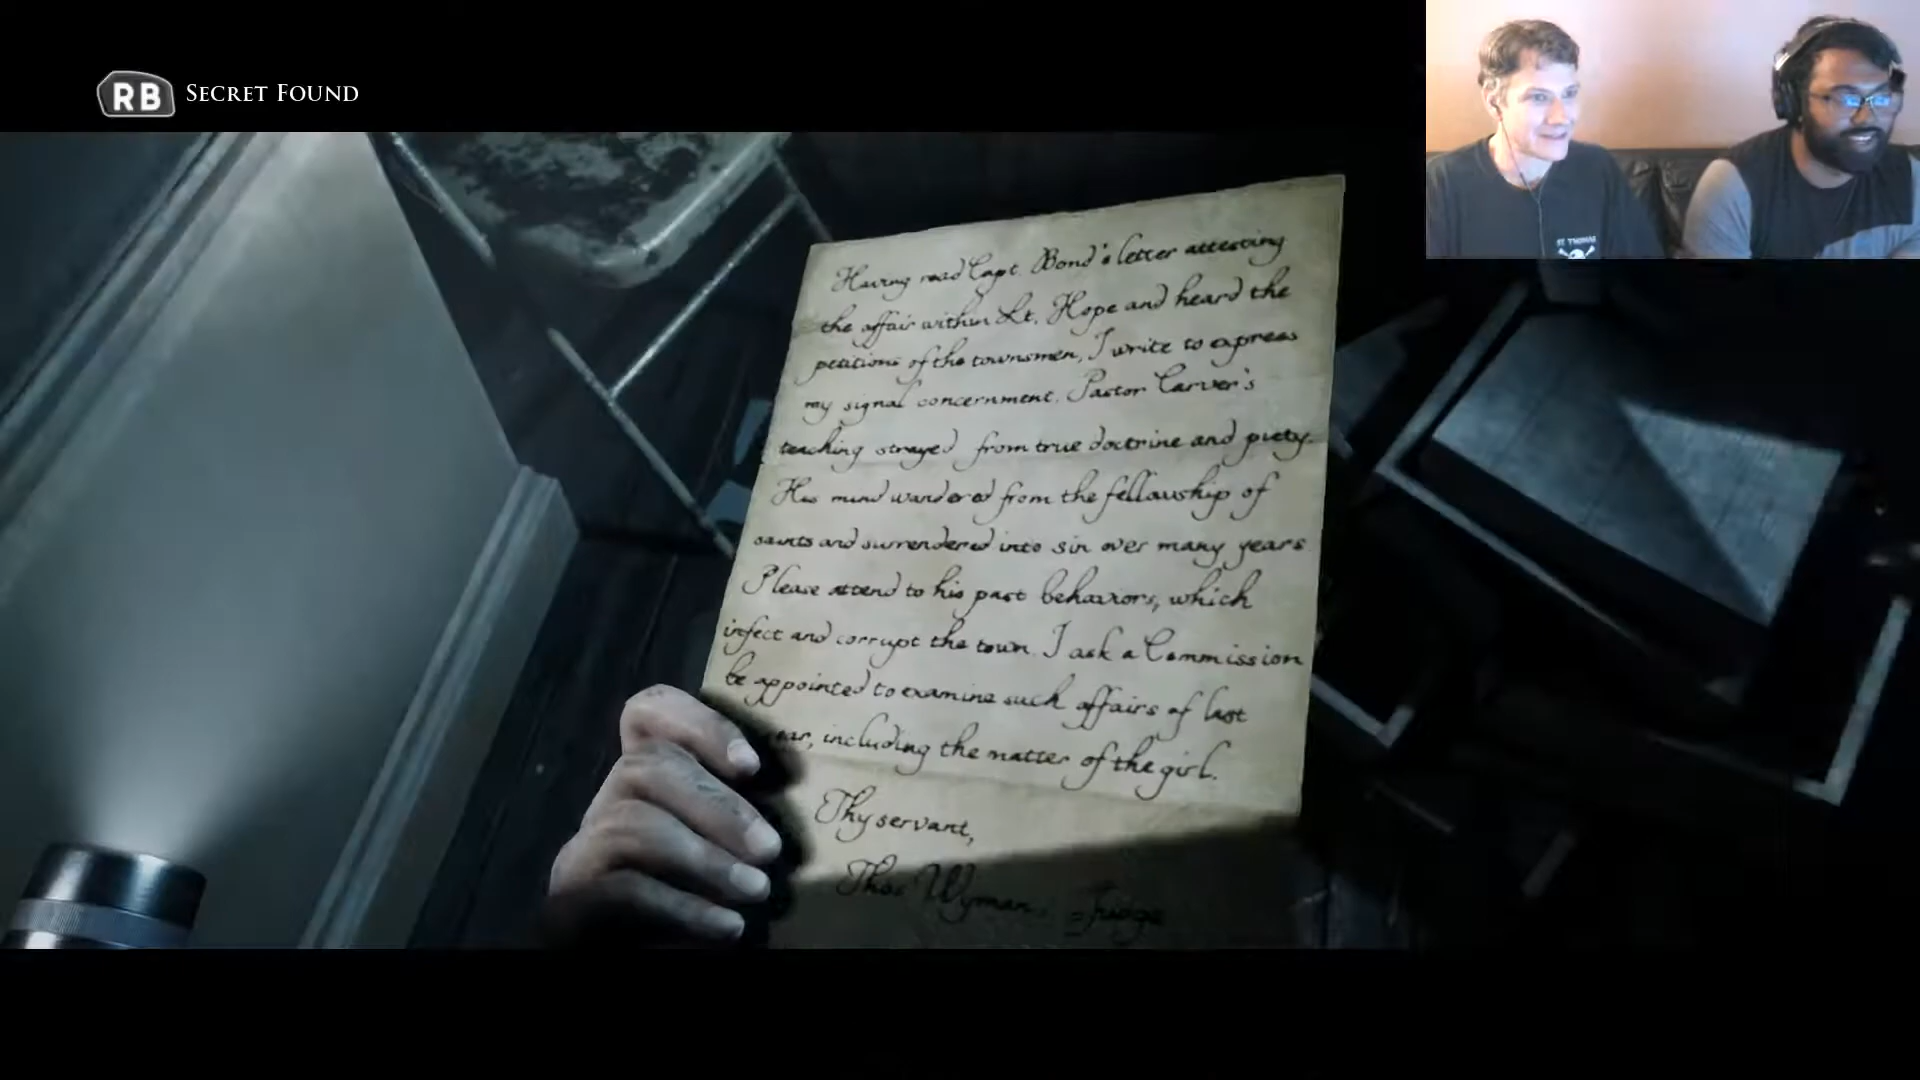 RB SECRET FOUND
Having read Capt. Bond's letter attesting
the affair within Lt. Hope and heard the
petitions of the townsmen, I write to express
my signal concernment. Pastor Carver's
teaching strayed from true doctrine and piety.
His mind wandered from the fellowship of
saints and surrendered into sin over many years.
Please attend to his past behaviors, which
infect and corrupt the town. I ask a Commission
be appointed to examine such affairs of last
including the matter of the girl.
Thy servant,
Thos Wyman, Judge
ST. THOMAS